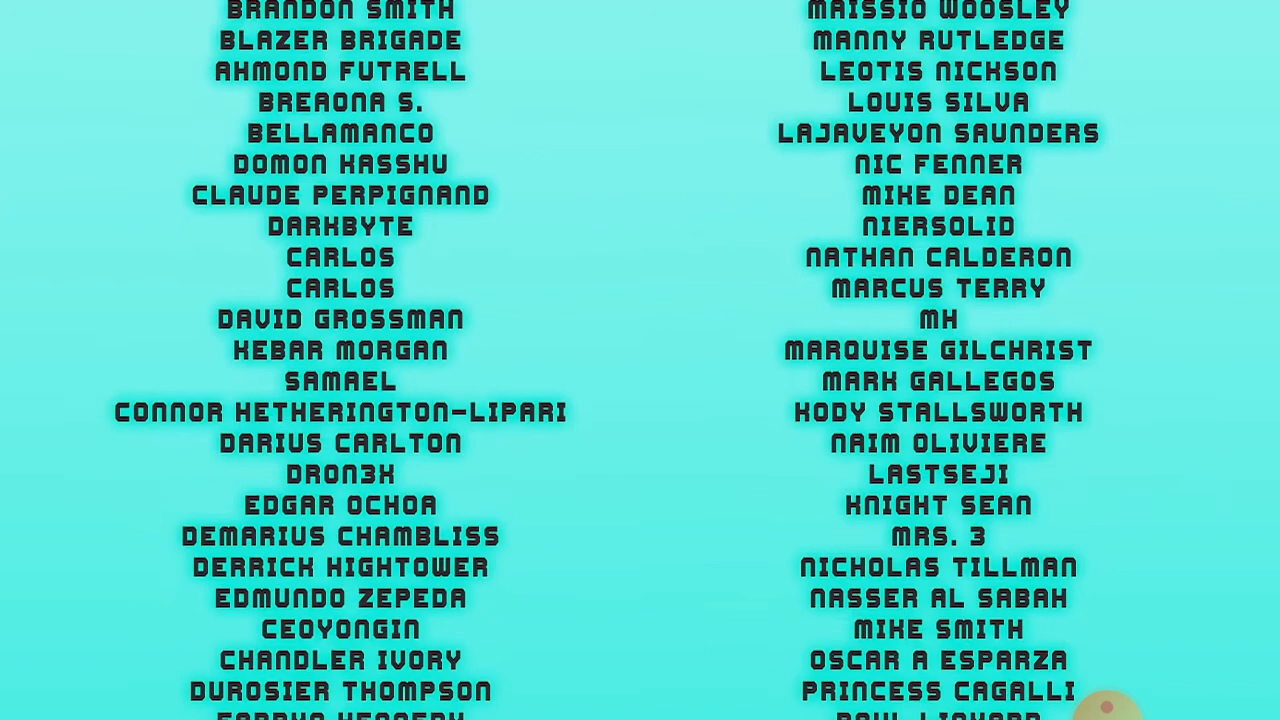 BRANDON SMITH
BLAZER BRIGADE
AHMOND FUTRELL
BREAONA S.
BELLAMANCO
DOMON KASSHU
CLAUDE PERPIGNAND
DARKBYTE
CARLOS
CARLOS
DAVID GROSSMAN
KEBAR MORGAN
SAMAEL
CONNOR HETHERINGTON-LIPARI
DARIUS CARLTON
DRON3K
EDGAR OCHOA
DEMARIUS CHAMBLISS
DERRICK HIGHTOWER
EDMUNDO ZEPEDA
CEOYONGIN
CHANDLER IVORY
DUROSIER THOMPSON
MAISSIO WOOSLEY
MANNY RUTLEDGE
LEOTIS NICKSON
LOUIS SILVA
LAJAVEYON SAUNDERS
NIC FENNER
MIKE DEAN
NIERSOLID
NATHAN CALDERON
MARCUS TERRY
MH
MARQUISE GILCHRIST
MARK GALLEGOS
KODY STALLSWORTH
NAIM OLIVIERE
LASTSEJI
KNIGHT SEAN
MRS. 3
NICHOLAS TILLMAN
NASSER AL SABAH
MIKE SMITH
OSCAR A ESPARZA
PRINCESS CAGALLI